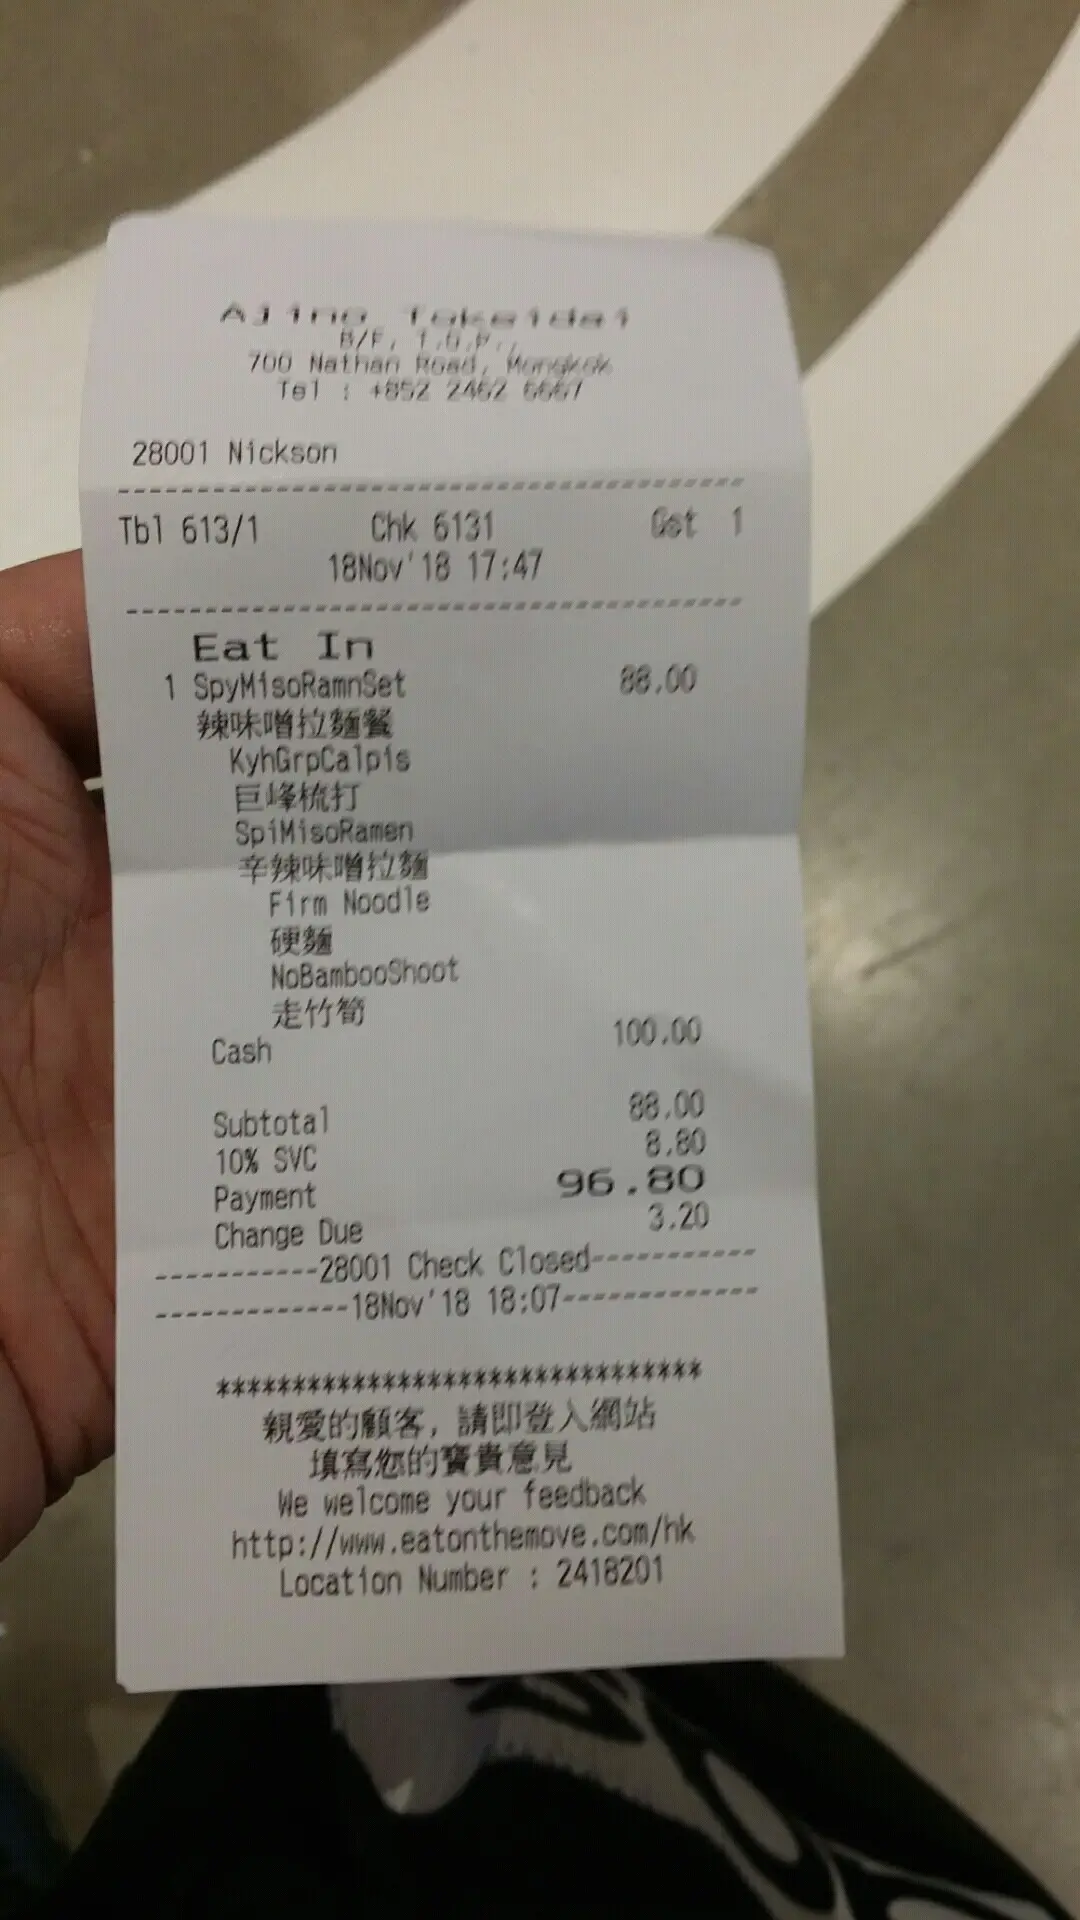 Ajino Tokeidai
B/F, T.O.P.,
700 Nathan Road, Mongkok
Tel : +852 2462 6667
28001 Nickson
Tbl 613/1 Chk 6131 Gst 1
18Nov'18 17:47
Eat In
1 SpyMisoRamnSet 88.00
辣味噌拉麵餐
KyhGrpCalpis
巨峰梳打
SpiMisoRamen
辛辣味噌拉麵
Firm Noodle
硬麵
NoBambooShoot
走竹筍
Cash 100.00
Subtotal 88.00
10% SVC 8.80
Payment 96.80
Change Due 3.20
-----------28001 Check Closed-----------
-------------18Nov'18 18:07-------------
********************************
親愛的顧客, 請即登入網站
填寫您的寶貴意見
We welcome your feedback
http://www.eatonthemove.com/hk
Location Number : 2418201